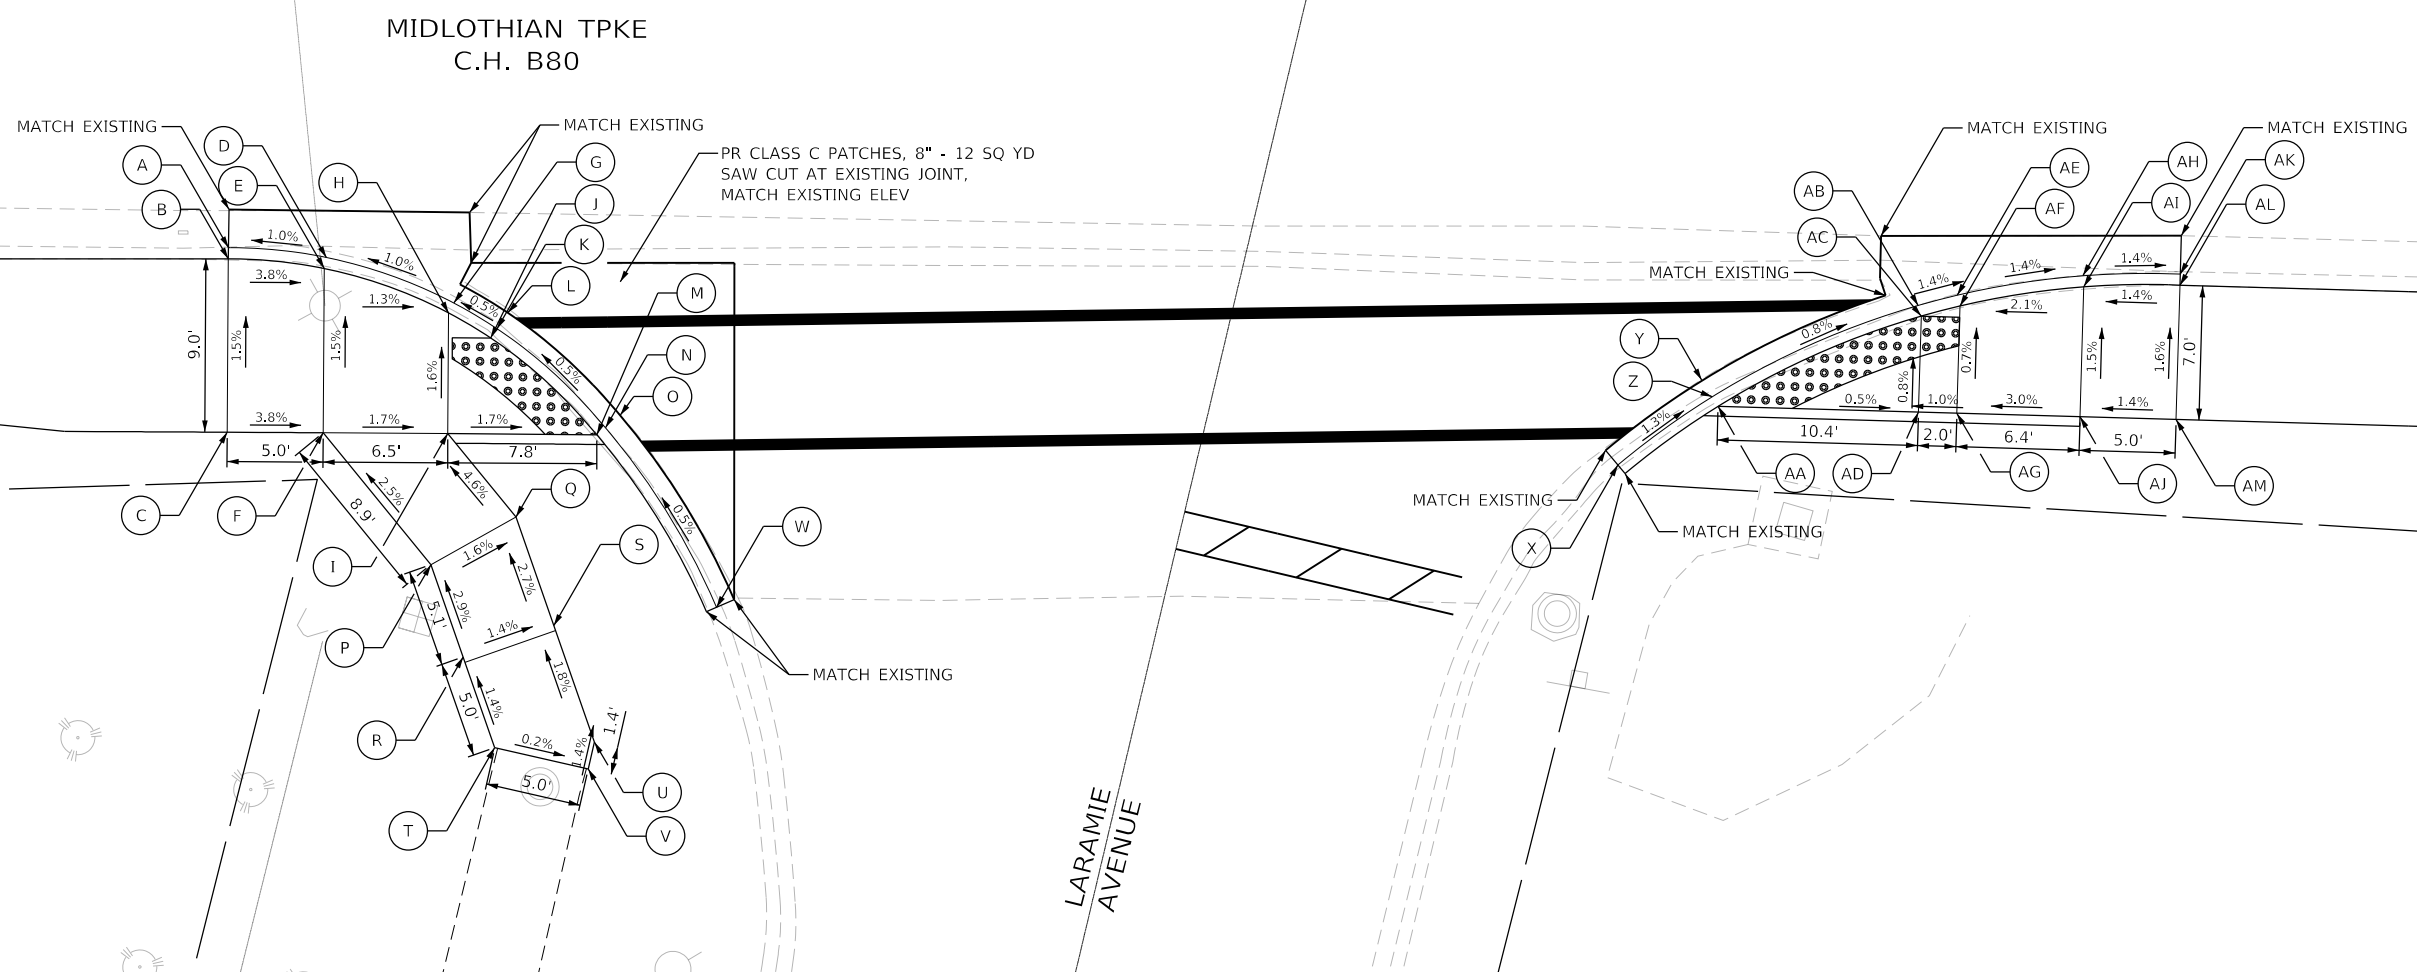 MIDLOTHIAN TPKE
C.H. B80
MATCH EXISTING
MATCH EXISTING
PR CLASS C PATCHES, 8" - 12 SQ YD
SAW CUT AT EXISTING JOINT,
MATCH EXISTING ELEV
MATCH EXISTING
MATCH EXISTING
MATCH EXISTING
A
B
C
D
E
F
G
H
I
J
K
L
M
N
O
P
Q
R
S
T
U
V
W
1.0%
1.0%
3.8%
1.3%
0.5%
0.5%
0.5%
9.0'
1.5%
1.5%
1.6%
3.8%
1.7%
1.7%
5.0'
6.5'
7.8'
8.9'
2.5%
4.6%
1.6%
2.7%
5.1'
2.9%
1.4%
1.8%
5.0'
1.4%
0.2%
1.4%
1.4'
5.0'
MATCH EXISTING
LARAMIE
AVENUE
MATCH EXISTING
MATCH EXISTING
X
Y
Z
AA
AB
AC
AD
AE
AF
AG
AH
AI
AJ
AK
AL
AM
1.4%
1.4%
1.4%
0.8%
2.1%
1.4%
1.3%
0.8%
0.7%
1.5%
1.6%
7.0'
0.5%
1.0%
3.0%
1.4%
10.4'
2.0'
6.4'
5.0'